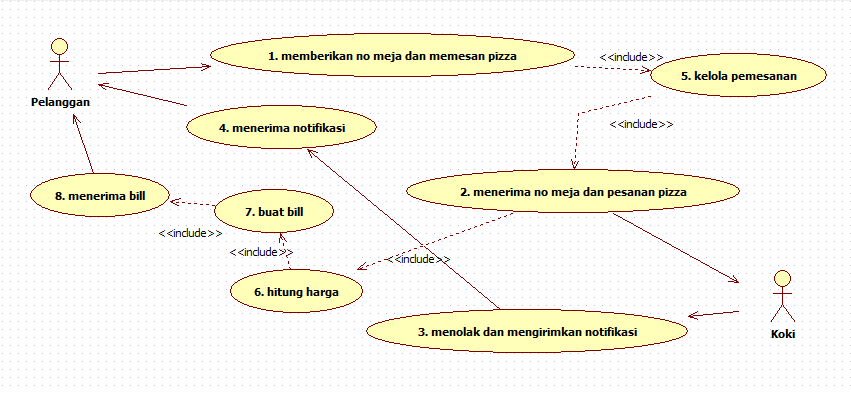 1. memberikan no meja dan memesan pizza
<<include>>
5. kelola pemesanan
Pelanggan
4. menerima notifikasi
<<include>>
8. menerima bill
2. menerima no meja dan pesanan pizza
7. buat bill
<<include>>
<<include>>
<<include>>
6. hitung harga
3. menolak dan mengirimkan notifikasi
Koki